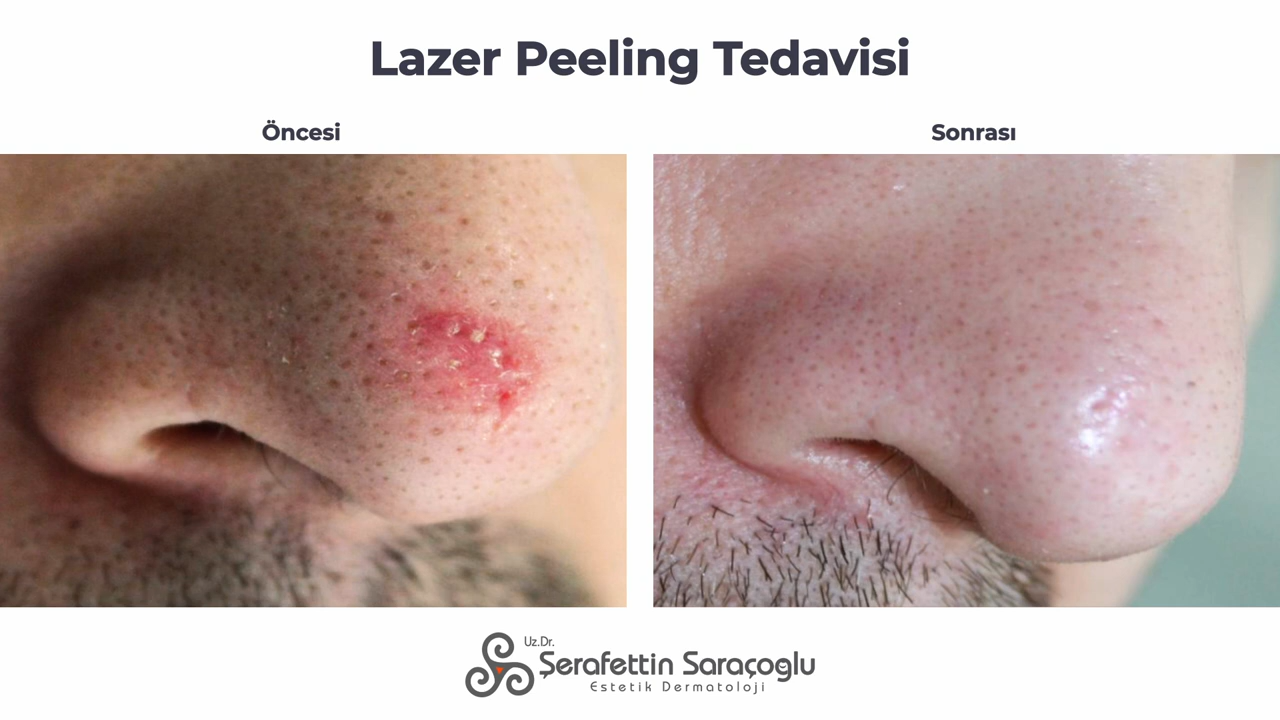 Lazer Peeling Tedavisi
Öncesi
Sonrası
Uz.Dr.
Şerafettin Saraçoglu
Estetik Dermatoloji